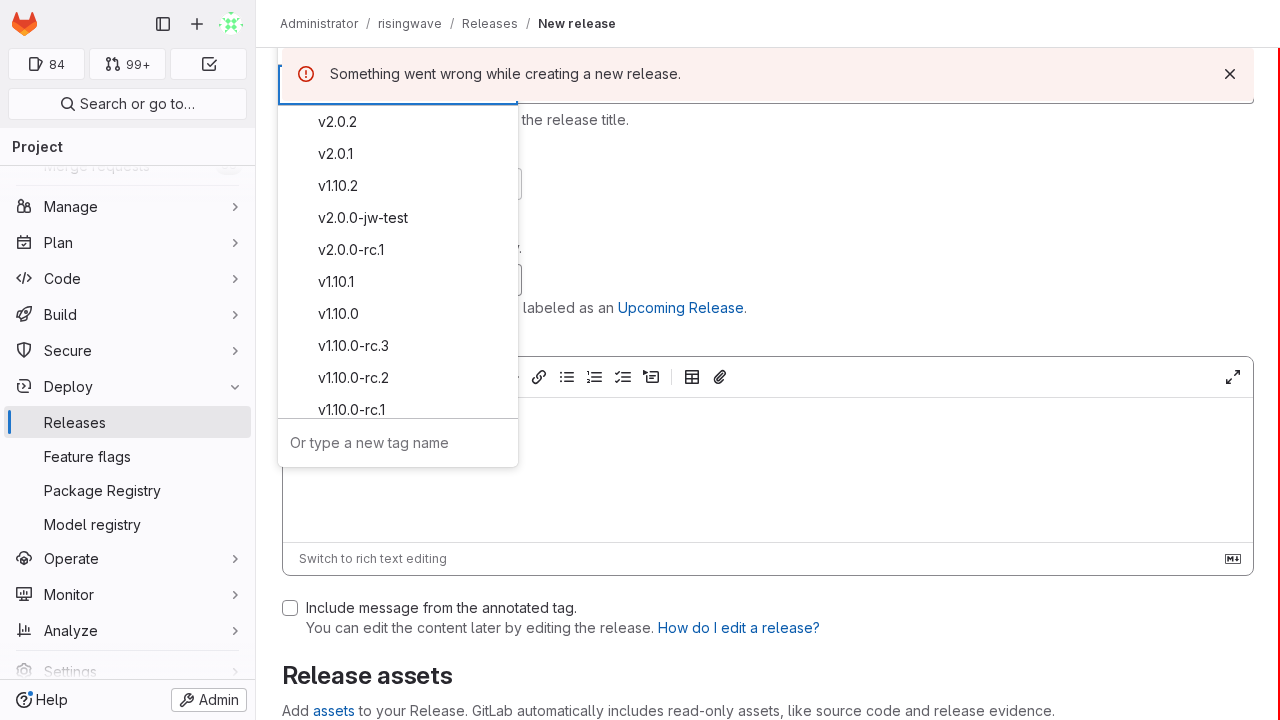 Administrator / risingwave / Releases / New release
84
99+
Search or go to…
Project
Merge requests
Manage
Plan
Code
Build
Secure
Deploy
Releases
Feature flags
Package Registry
Model registry
Operate
Monitor
Analyze
Settings
Help
Admin
Something went wrong while creating a new release.
the release title.
v2.0.2
v2.0.1
v1.10.2
v2.0.0-jw-test
v2.0.0-rc.1
v1.10.1
v1.10.0
v1.10.0-rc.3
v1.10.0-rc.2
v1.10.0-rc.1
Or type a new tag name
labeled as an Upcoming Release.
Switch to rich text editing
Include message from the annotated tag.
You can edit the content later by editing the release. How do I edit a release?
Release assets
Add assets to your Release. GitLab automatically includes read-only assets, like source code and release evidence.